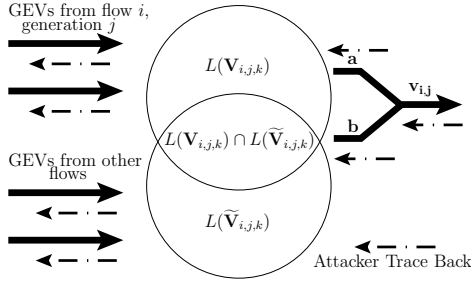 GEVs from flow i,
generation j
L(V_{i,j,k})
a
v_{i,j}
b
L(V_{i,j,k}) ∩ L(Ṽ_{i,j,k})
GEVs from other
flows
L(Ṽ_{i,j,k})
Attacker Trace Back